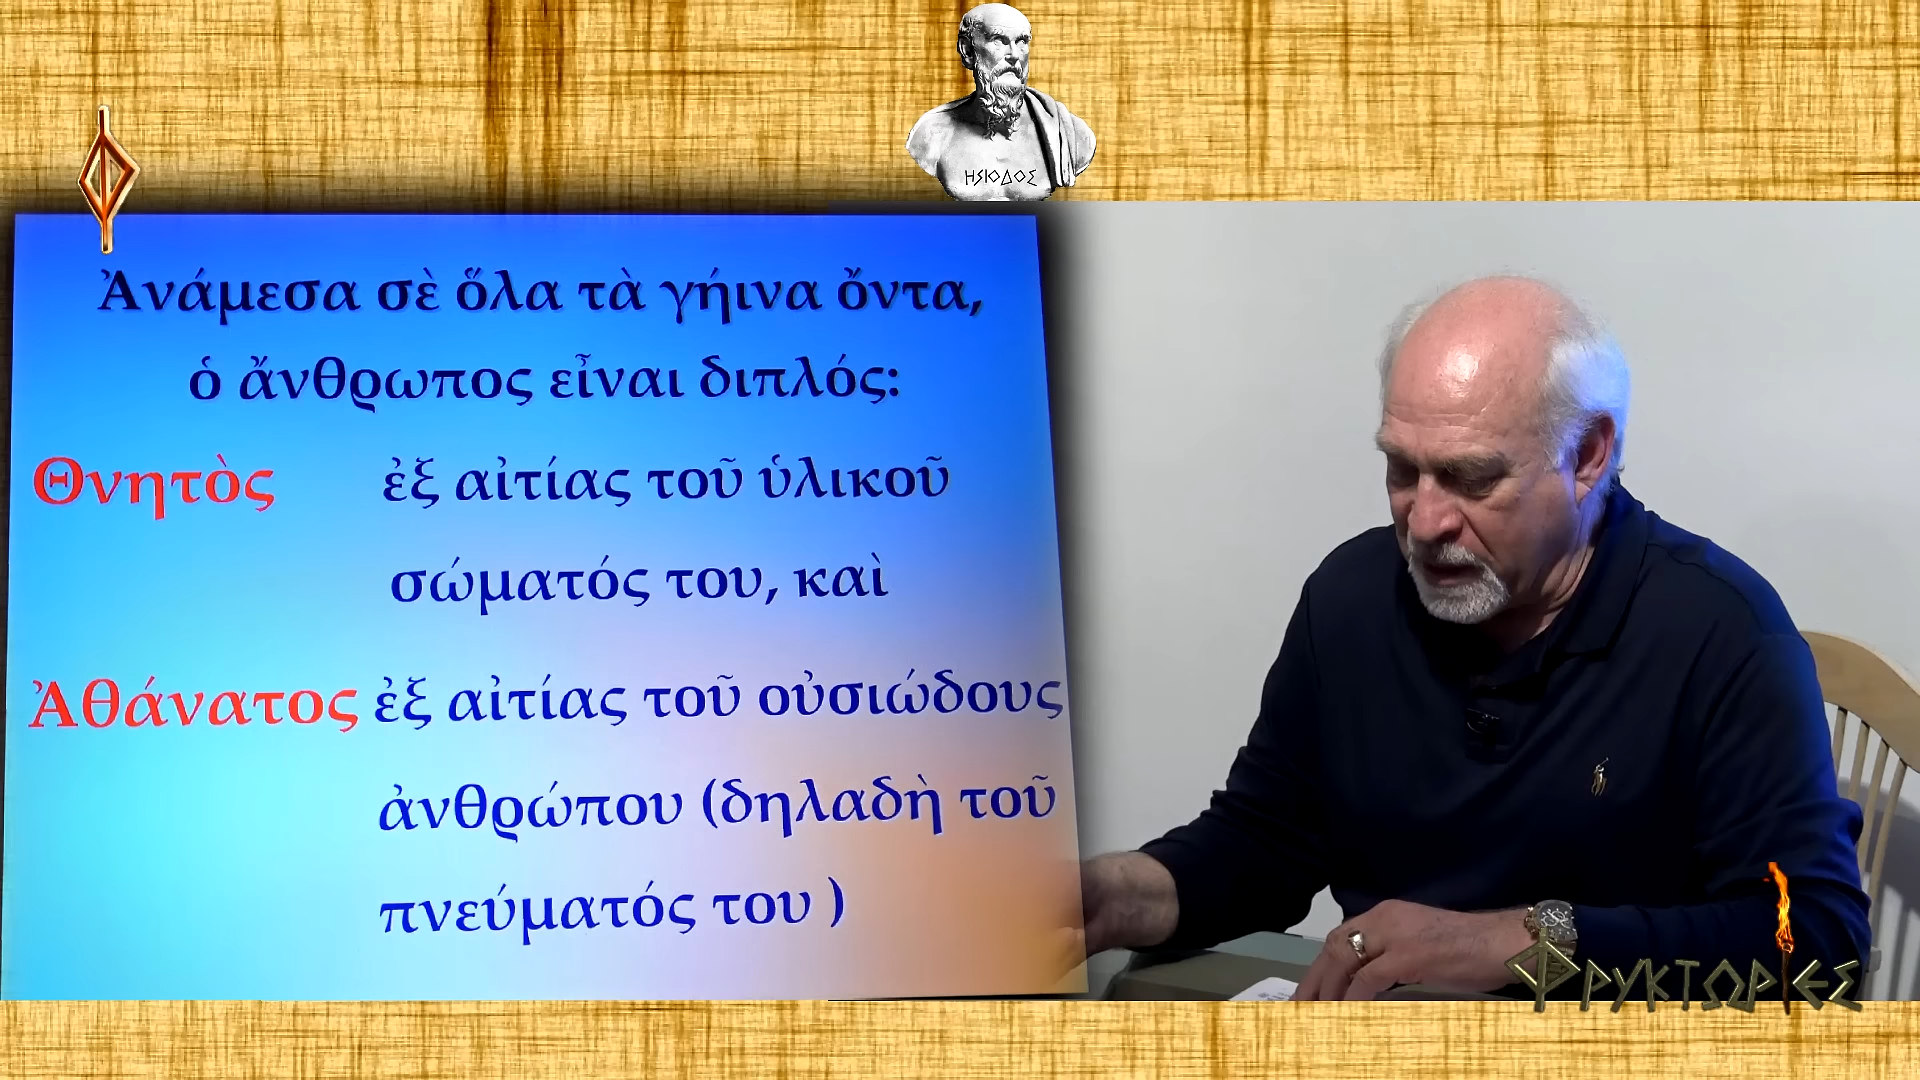 ΗSΙΟΔΟΣ
Φ
Ἀνάμεσα σὲ ὅλα τὰ γήινα ὄντα,
ὁ ἄνθρωπος εἶναι διπλός:
Θνητὸς ἐξ αἰτίας τοῦ ὑλικοῦ
σώματός του, καὶ
Ἀθάνατος ἐξ αἰτίας τοῦ οὐσιώδους
ἀνθρώπου (δηλαδὴ τοῦ
πνεύματός του )
ΦΡΥΚΤΩΡΙΕΣ